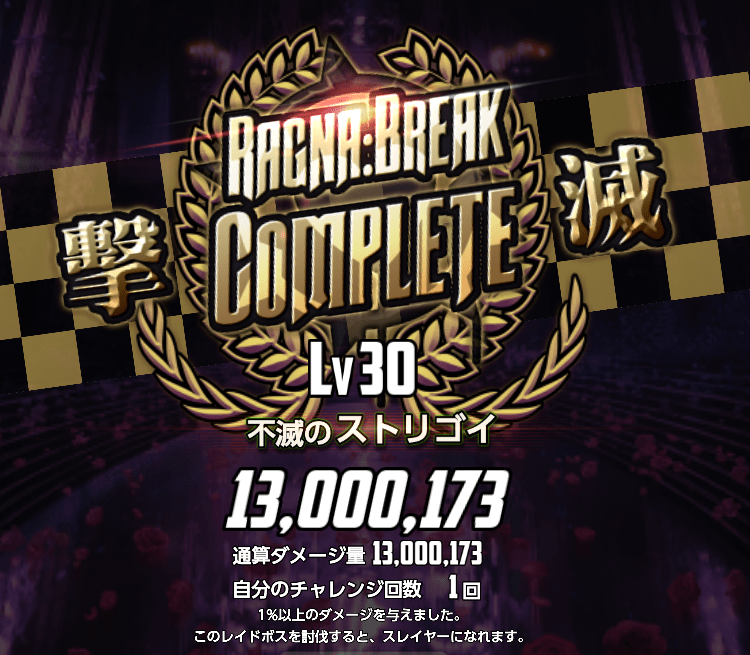 RAGNA:BREAK
COMPLETE
撃滅
Lv30
不滅のストリゴイ
13,000,173
通算ダメージ量 13,000,173
自分のチャレンジ回数 1回
1%以上のダメージを与えました。
このレイドボスを討伐すると、スレイヤーになれます。